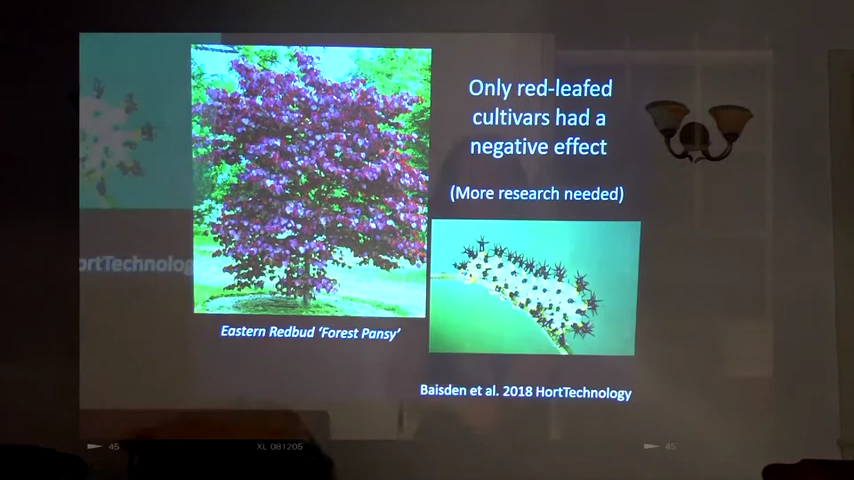 Only red-leafed
cultivars had a
negative effect
(More research needed)
ortTechnolog
Eastern Redbud 'Forest Pansy'
Baisden et al. 2018 HortTechnology
45
XL 081205
45